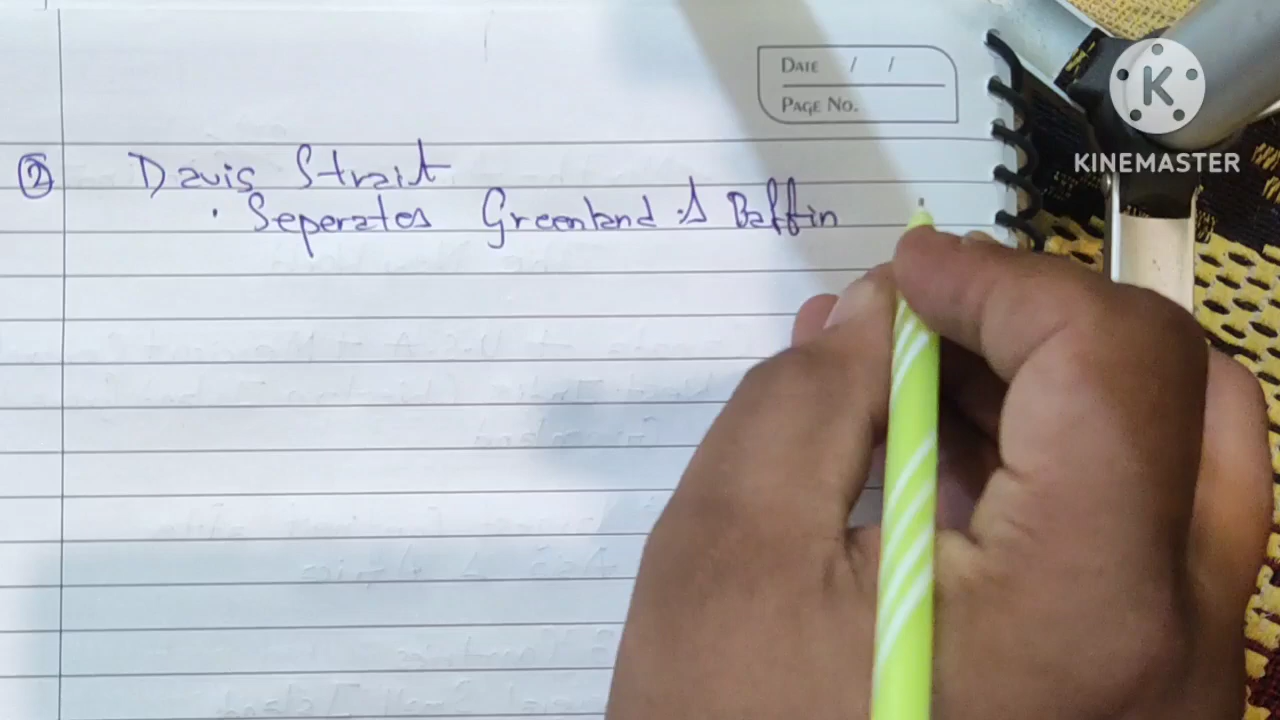 DATE / /
PAGE NO.
KINEMASTER
② Davis Strait
· Seperates Greenland & Baffin